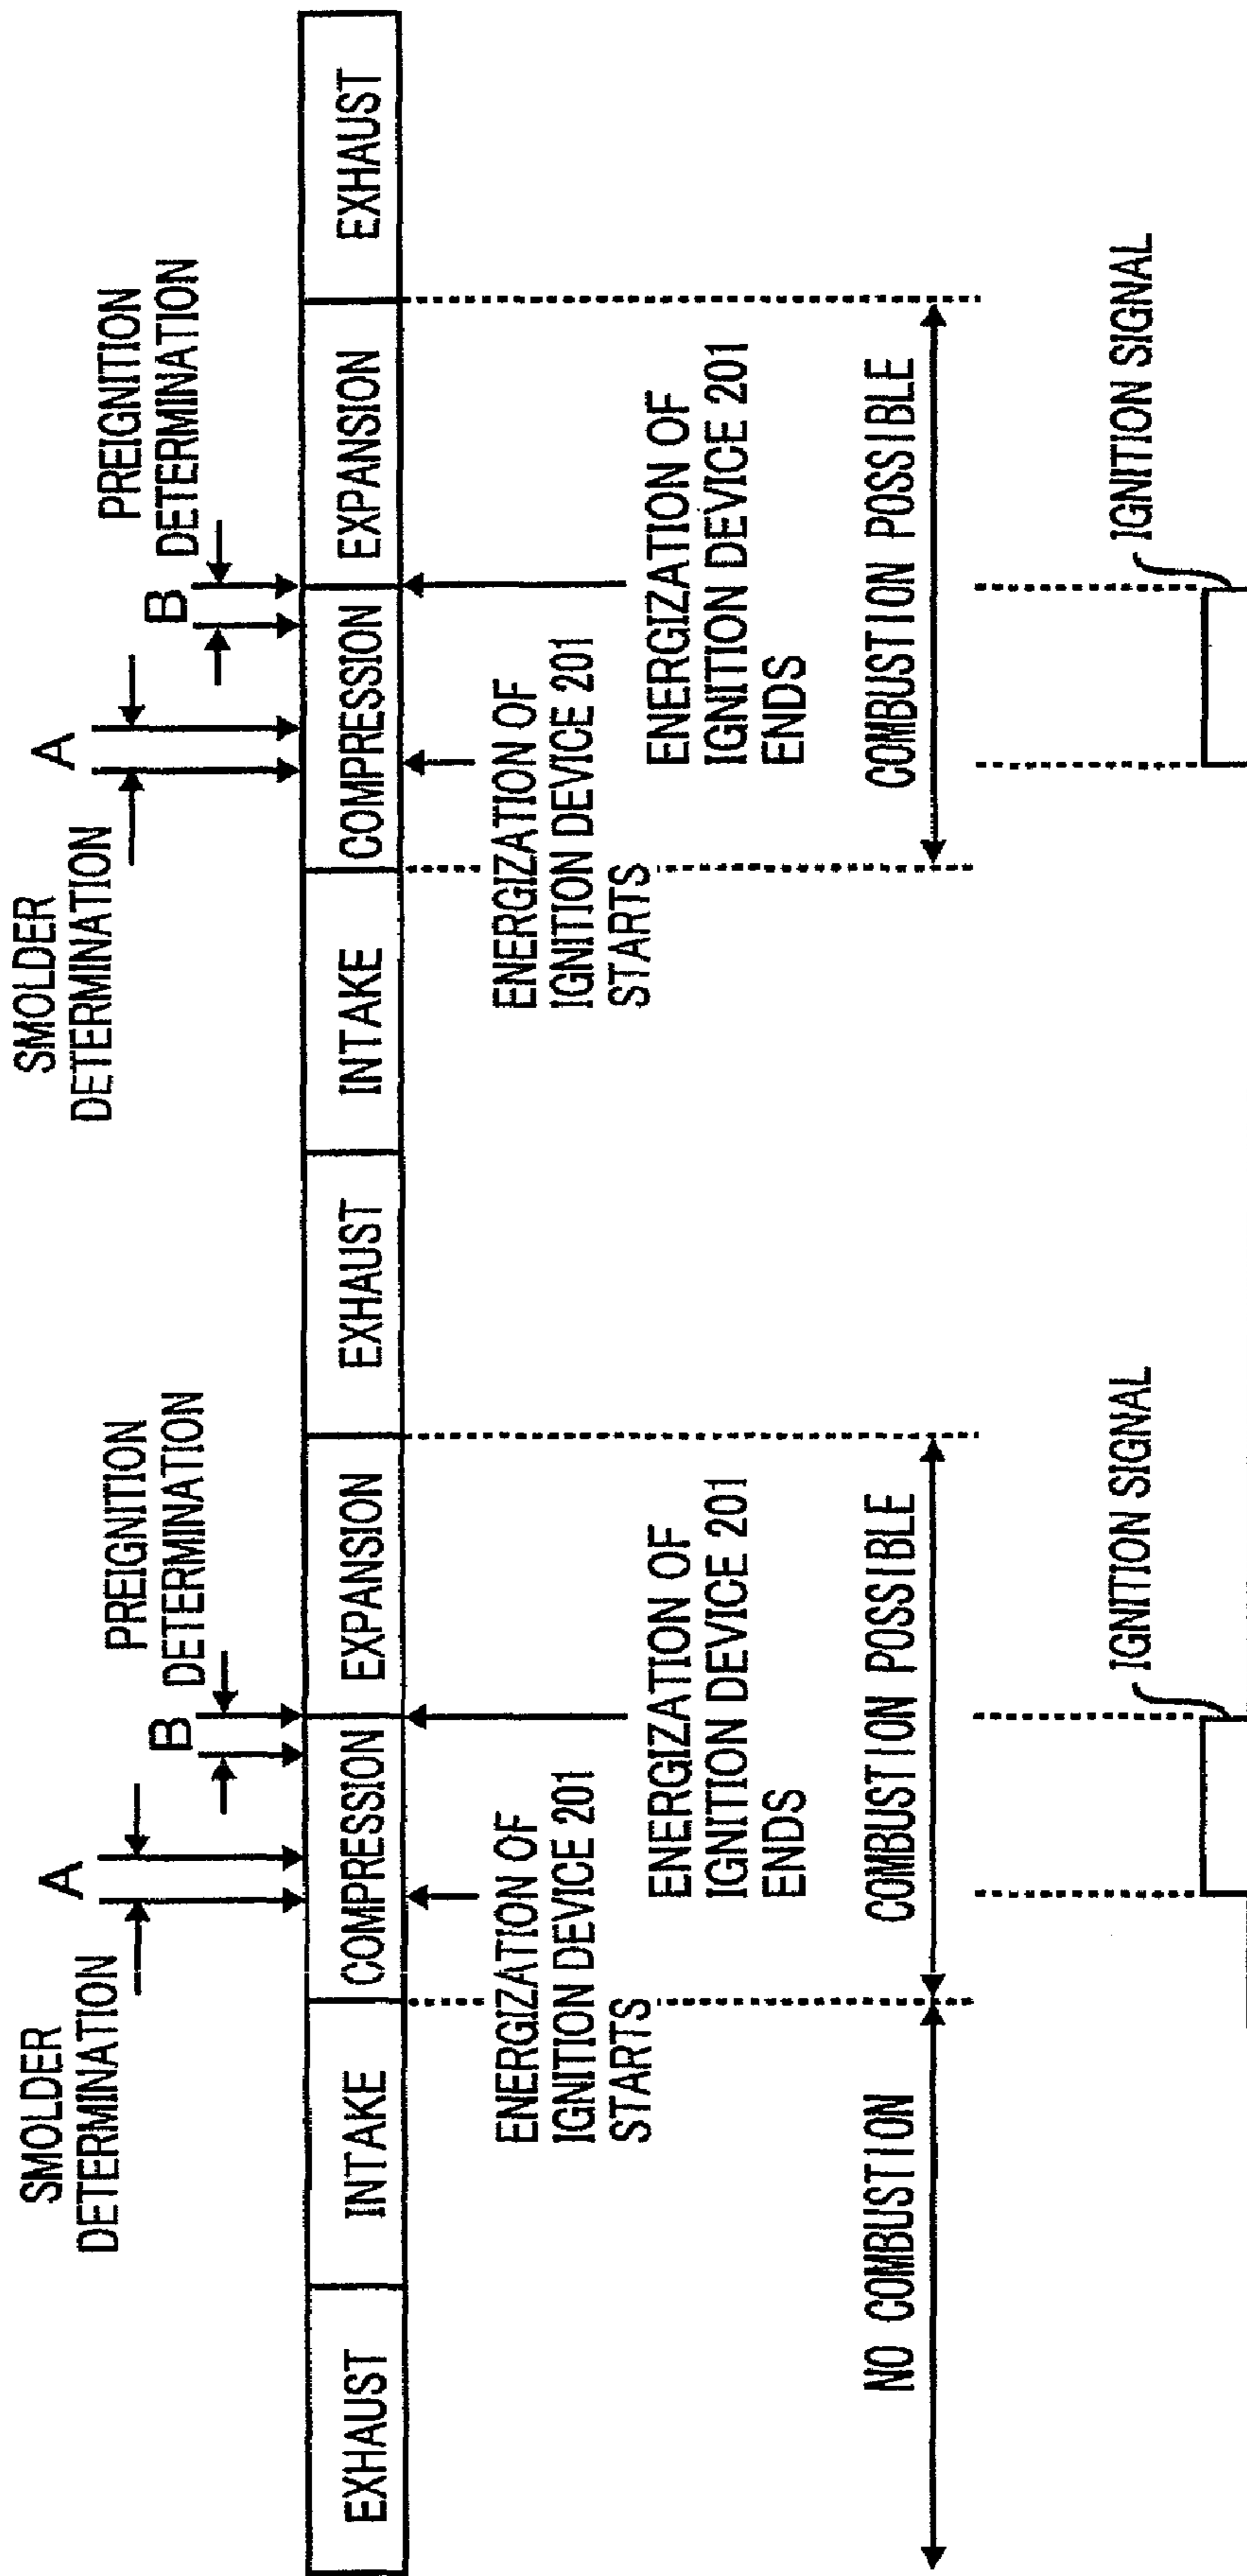 SMOLDER
DETERMINATION
A
B
PREIGNITION
DETERMINATION
SMOLDER
DETERMINATION
A
B
PREIGNITION
DETERMINATION
EXHAUST
INTAKE
COMPRESSION
EXPANSION
EXHAUST
INTAKE
COMPRESSION
EXPANSION
EXHAUST
ENERGIZATION OF
IGNITION DEVICE 201
STARTS
ENERGIZATION OF
IGNITION DEVICE 201
ENDS
ENERGIZATION OF
IGNITION DEVICE 201
STARTS
ENERGIZATION OF
IGNITION DEVICE 201
ENDS
NO COMBUSTION
COMBUSTION POSSIBLE
COMBUSTION POSSIBLE
IGNITION SIGNAL
IGNITION SIGNAL